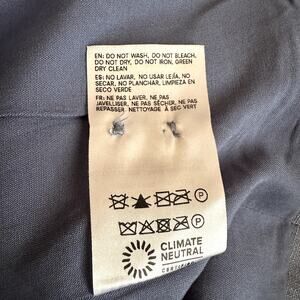 EN: DO NOT WASH, DO NOT BLEACH,
DO NOT DRY, DO NOT IRON, GREEN
DRY CLEAN
ES: NO LAVAR, NO USAR LEJÍA, NO
SECAR, NO PLANCHAR, LIMPIEZA EN
SECO VERDE
FR: NE PAS LAVER, NE PAS
JAVELLISER, NE PAS SÉCHER, NE PAS
REPASSER, NETTOYAGE À SEC VERT
P
P
CLIMATE
NEUTRAL
CERTIFIED